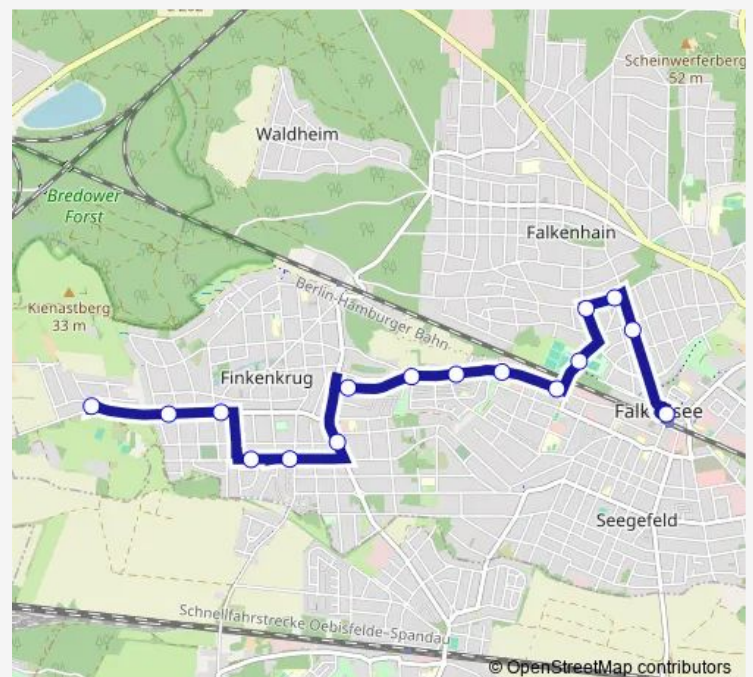 Scheinwerferberg
52 m
Waldheim
Bredower
Forst
Falkenhain
Kienastberg
33 m
Berlin-Hamburger Bahn
Finkenkrug
Seegefeld
Schnellfahrstrecke Oebisfelde-Spandau
© OpenStreetMap contributors